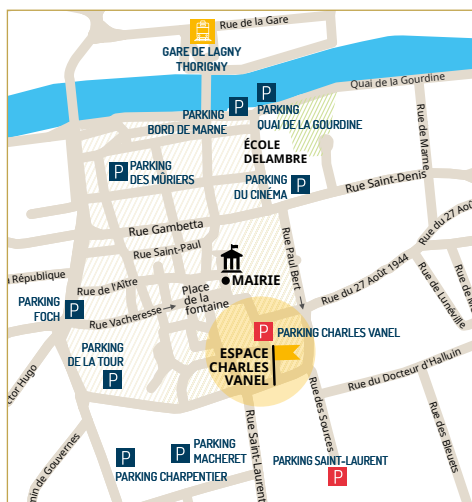 Rue de la Gare
GARE DE LAGNY
THORIGNY
Quai de la Gourdine
P
P
PARKING
BORD DE MARNE
PARKING
QUAI DE LA GOURDINE
Rue de Marne
ÉCOLE
DELAMBRE
P
PARKING
DES MÛRIERS
PARKING
DU CINÉMA
P
Rue Saint-Denis
Rue Gambetta
Rue du 27 Août
Rue Saint-Paul
Rue Paul Bert
MAIRIE
la République
Rue de l'Aître
Place
de la
fontaine
Rue du 27 Août 1944
Rue de Lunéville
PARKING
FOCH
P
Rue Vacheresse
P
PARKING CHARLES VANEL
ESPACE
CHARLES
VANEL
PARKING
DE LA TOUR
P
Rue du Docteur d'Halluin
ctor Hugo
Rue Saint-Laurent
Rue des Sources
Rue des Bleuets
min de Gouvernes
P
P
PARKING
MACHERET
PARKING CHARPENTIER
PARKING SAINT-LAURENT
P